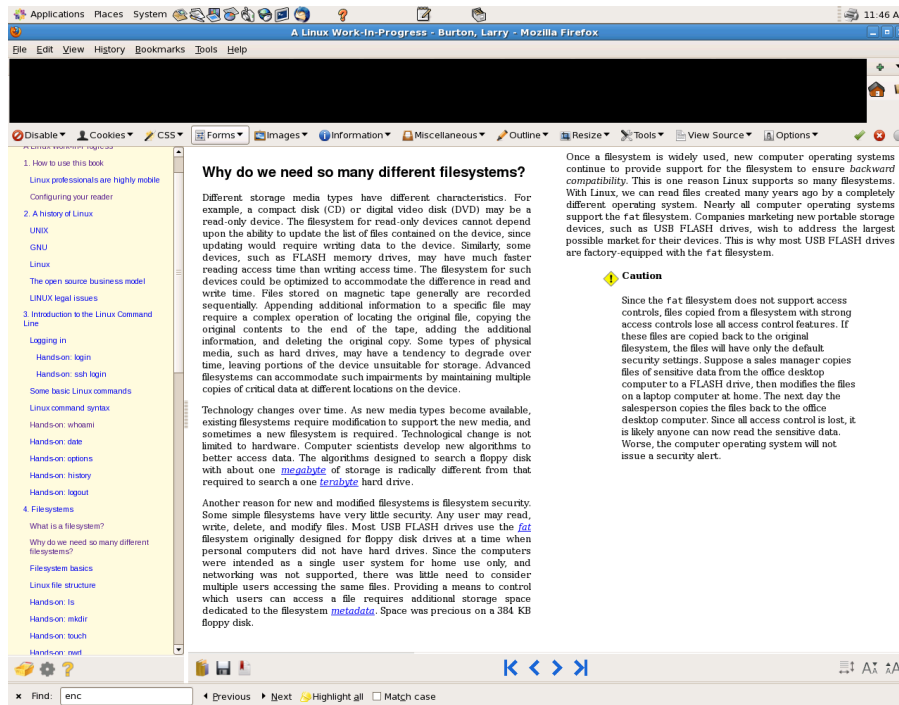 Applications Places System 11:46 A
A Linux Work-In-Progress - Burton, Larry - Mozilla Firefox
File Edit View History Bookmarks Tools Help
Disable Cookies CSS Forms Images Information Miscellaneous Outline Resize Tools View Source Options
A Linux Work-In-Progress
1. How to use this book
Linux professionals are highly mobile
Configuring your reader
2. A history of Linux
UNIX
GNU
Linux
The open source business model
LINUX legal issues
3. Introduction to the Linux Command
Line
Logging in
Hands-on: login
Hands-on: ssh login
Some basic Linux commands
Linux command syntax
Hands-on: whoami
Hands-on: date
Hands-on: options
Hands-on: history
Hands-on: logout
4. Filesystems
What is a filesystem?
Why do we need so many different
filesystems?
Filesystem basics
Linux file structure
Hands-on: ls
Hands-on: mkdir
Hands-on: touch
Hands-on: pwd
Why do we need so many different filesystems?
Different storage media types have different characteristics. For
example, a compact disk (CD) or digital video disk (DVD) may be a
read-only device. The filesystem for read-only devices cannot depend
upon the ability to update the list of files contained on the device, since
updating would require writing data to the device. Similarly, some
devices, such as FLASH memory drives, may have much faster
reading access time than writing access time. The filesystem for such
devices could be optimized to accommodate the difference in read and
write time. Files stored on magnetic tape generally are recorded
sequentially. Appending additional information to a specific file may
require a complex operation of locating the original file, copying the
original contents to the end of the tape, adding the additional
information, and deleting the original copy. Some types of physical
media, such as hard drives, may have a tendency to degrade over
time, leaving portions of the device unsuitable for storage. Advanced
filesystems can accommodate such impairments by maintaining multiple
copies of critical data at different locations on the device.
Technology changes over time. As new media types become available,
existing filesystems require modification to support the new media, and
sometimes a new filesystem is required. Technological change is not
limited to hardware. Computer scientists develop new algorithms to
better access data. The algorithms designed to search a floppy disk
with about one megabyte of storage is radically different from that
required to search a one terabyte hard drive.
Another reason for new and modified filesystems is filesystem security.
Some simple filesystems have very little security. Any user may read,
write, delete, and modify files. Most USB FLASH drives use the fat
filesystem originally designed for floppy disk drives at a time when
personal computers did not have hard drives. Since the computers
were intended as a single user system for home use only, and
networking was not supported, there was little need to consider
multiple users accessing the same files. Providing a means to control
which users can access a file requires additional storage space
dedicated to the filesystem metadata. Space was precious on a 384 KB
floppy disk.
Once a filesystem is widely used, new computer operating systems
continue to provide support for the filesystem to ensure backward
compatibility. This is one reason Linux supports so many filesystems.
With Linux, we can read files created many years ago by a completely
different operating system. Nearly all computer operating systems
support the fat filesystem. Companies marketing new portable storage
devices, such as USB FLASH drives, wish to address the largest
possible market for their devices. This is why most USB FLASH drives
are factory-equipped with the fat filesystem.
Caution
Since the fat filesystem does not support access
controls, files copied from a filesystem with strong
access controls lose all access control features. If
these files are copied back to the original
filesystem, the files will have only the default
security settings. Suppose a sales manager copies
files of sensitive data from the office desktop
computer to a FLASH drive, then modifies the files
on a laptop computer at home. The next day the
salesperson copies the files back to the office
desktop computer. Since all access control is lost, it
is likely anyone can now read the sensitive data.
Worse, the computer operating system will not
issue a security alert.
Find: enc Previous Next Highlight all Match case